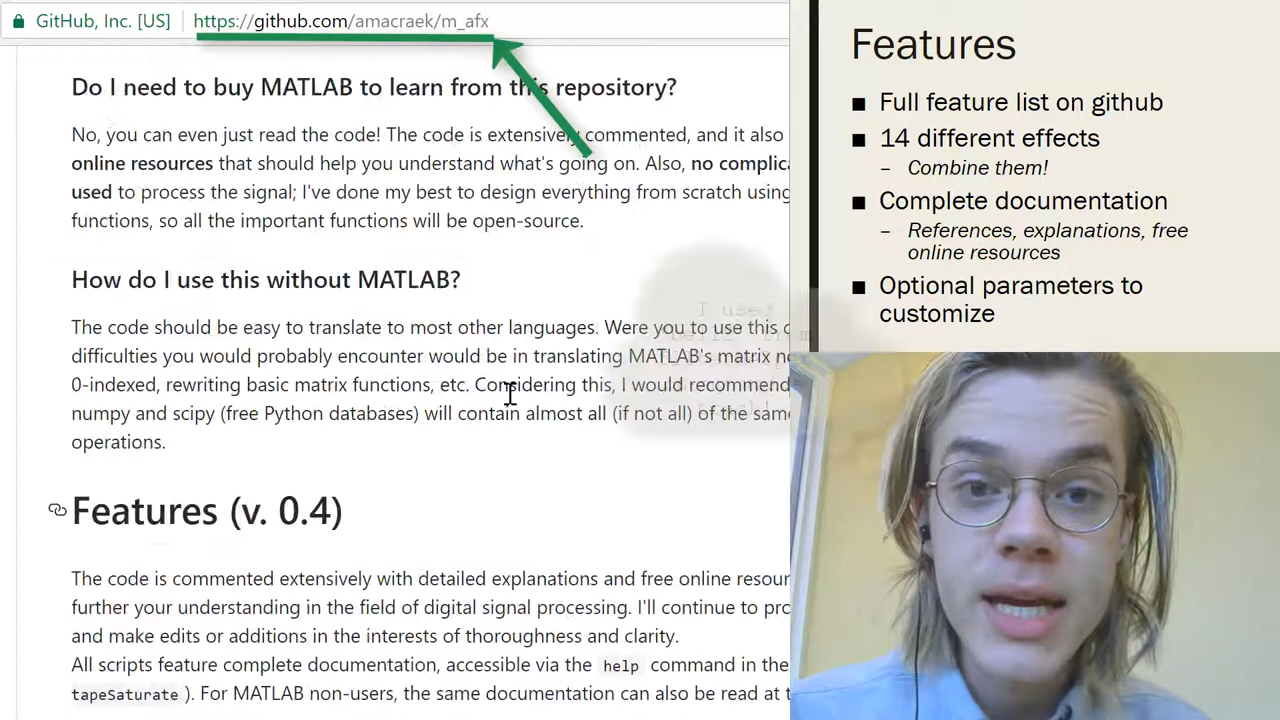 GitHub, Inc. [US]
https://github.com/amacraek/m_afx
Do I need to buy MATLAB to learn from this repository?
No, you can even just read the code! The code is extensively commented, and it also
online resources that should help you understand what's going on. Also, no
used to process the signal; I've done my best to design everything from scratch using
functions, so all the important functions will be open-source.
How do I use this without MATLAB?
The code should be easy to translate to most other languages. Were you to use this
difficulties you would probably encounter would be in translating MATLAB's matrix
0-indexed, rewriting basic matrix functions, etc. Considering this, I would recommend
numpy and scipy (free Python databases) will contain almost all (if not all) of the same
operations.
Features (v. 0.4)
The code is commented extensively with detailed explanations and free online
further your understanding in the field of digital signal processing. I'll continue to
and make edits or additions in the interests of thoroughness and clarity.
All scripts feature complete documentation, accessible via the help command in the
tapeSaturate ). For MATLAB non-users, the same documentation can also be read at
Features
■ Full feature list on github
■ 14 different effects
– Combine them!
■ Complete documentation
– References, explanations, free
online resources
■ Optional parameters to
customize